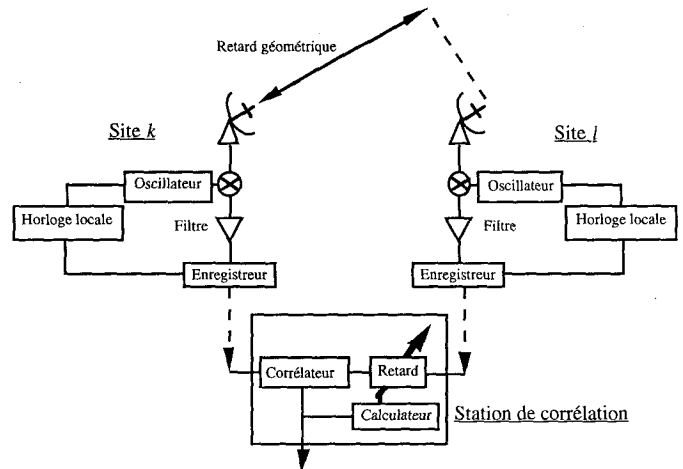 Retard géométrique
Site k
Site l
Oscillateur
Oscillateur
Horloge locale
Horloge locale
Filtre
Filtre
Enregistreur
Enregistreur
Corrélateur
Retard
Calculateur
Station de corrélation